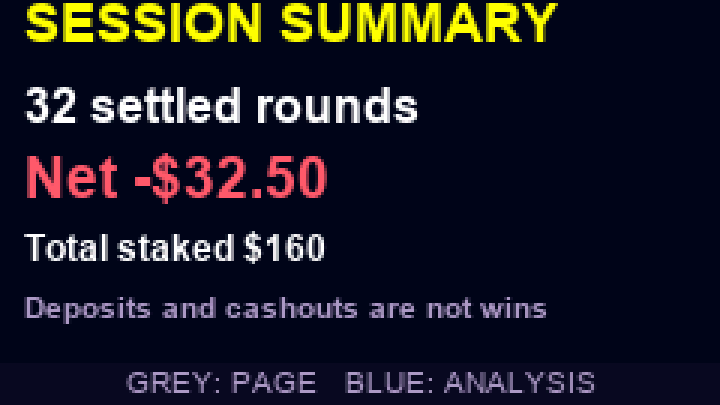 SESSION SUMMARY
32 settled rounds
Net -$32.50
Total staked $160
Deposits and cashouts are not wins
GREY: PAGE BLUE: ANALYSIS